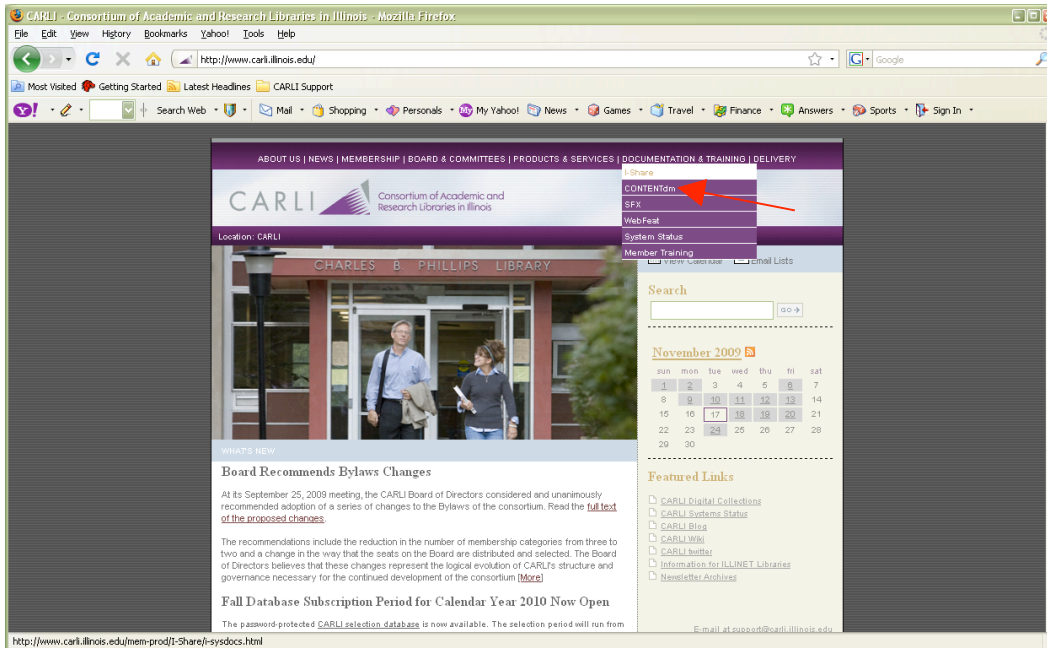 CARLI - Consortium of Academic and Research Libraries in Illinois - Mozilla Firefox
File Edit View History Bookmarks Yahoo! Tools Help
http://www.carli.illinois.edu/
G Google
Most Visited Getting Started Latest Headlines CARLI Support
Y! Search Web Mail Shopping Personals My Yahoo! News Games Travel Finance Answers Sports Sign In
ABOUT US | NEWS | MEMBERSHIP | BOARD & COMMITTEES | PRODUCTS & SERVICES | DOCUMENTATION & TRAINING | DELIVERY
I-Share
CONTENTdm
SFX
WebFeat
System Status
Member Training
CARLI
Consortium of Academic and
Research Libraries in Illinois
Location: CARLI
View Calendar Email Lists
CHARLES B. PHILLIPS LIBRARY
Search
GO
November 2009
sun mon tue wed thu fri sat
1 2 3 4 5 6 7
8 9 10 11 12 13 14
15 16 17 18 19 20 21
22 23 24 25 26 27 28
29 30
WHAT'S NEW
Board Recommends Bylaws Changes
At its September 25, 2009 meeting, the CARLI Board of Directors considered and unanimously
recommended adoption of a series of changes to the Bylaws of the consortium. Read the full text
of the proposed changes.
The recommendations include the reduction in the number of membership categories from three to
two and a change in the way that the seats on the Board are distributed and selected. The Board
of Directors believes that these changes represent the logical evolution of CARLI's structure and
governance necessary for the continued development of the consortium [More]
Fall Database Subscription Period for Calendar Year 2010 Now Open
The password-protected CARLI selection database is now available. The selection period will run from
Featured Links
CARLI Digital Collections
CARLI Systems Status
CARLI Blog
CARLI Wiki
CARLI twitter
Information for ILLINET Libraries
Newsletter Archives
E-mail at support@carli.illinois.edu
http://www.carli.illinois.edu/mem-prod/I-Share/i-sysdocs.html